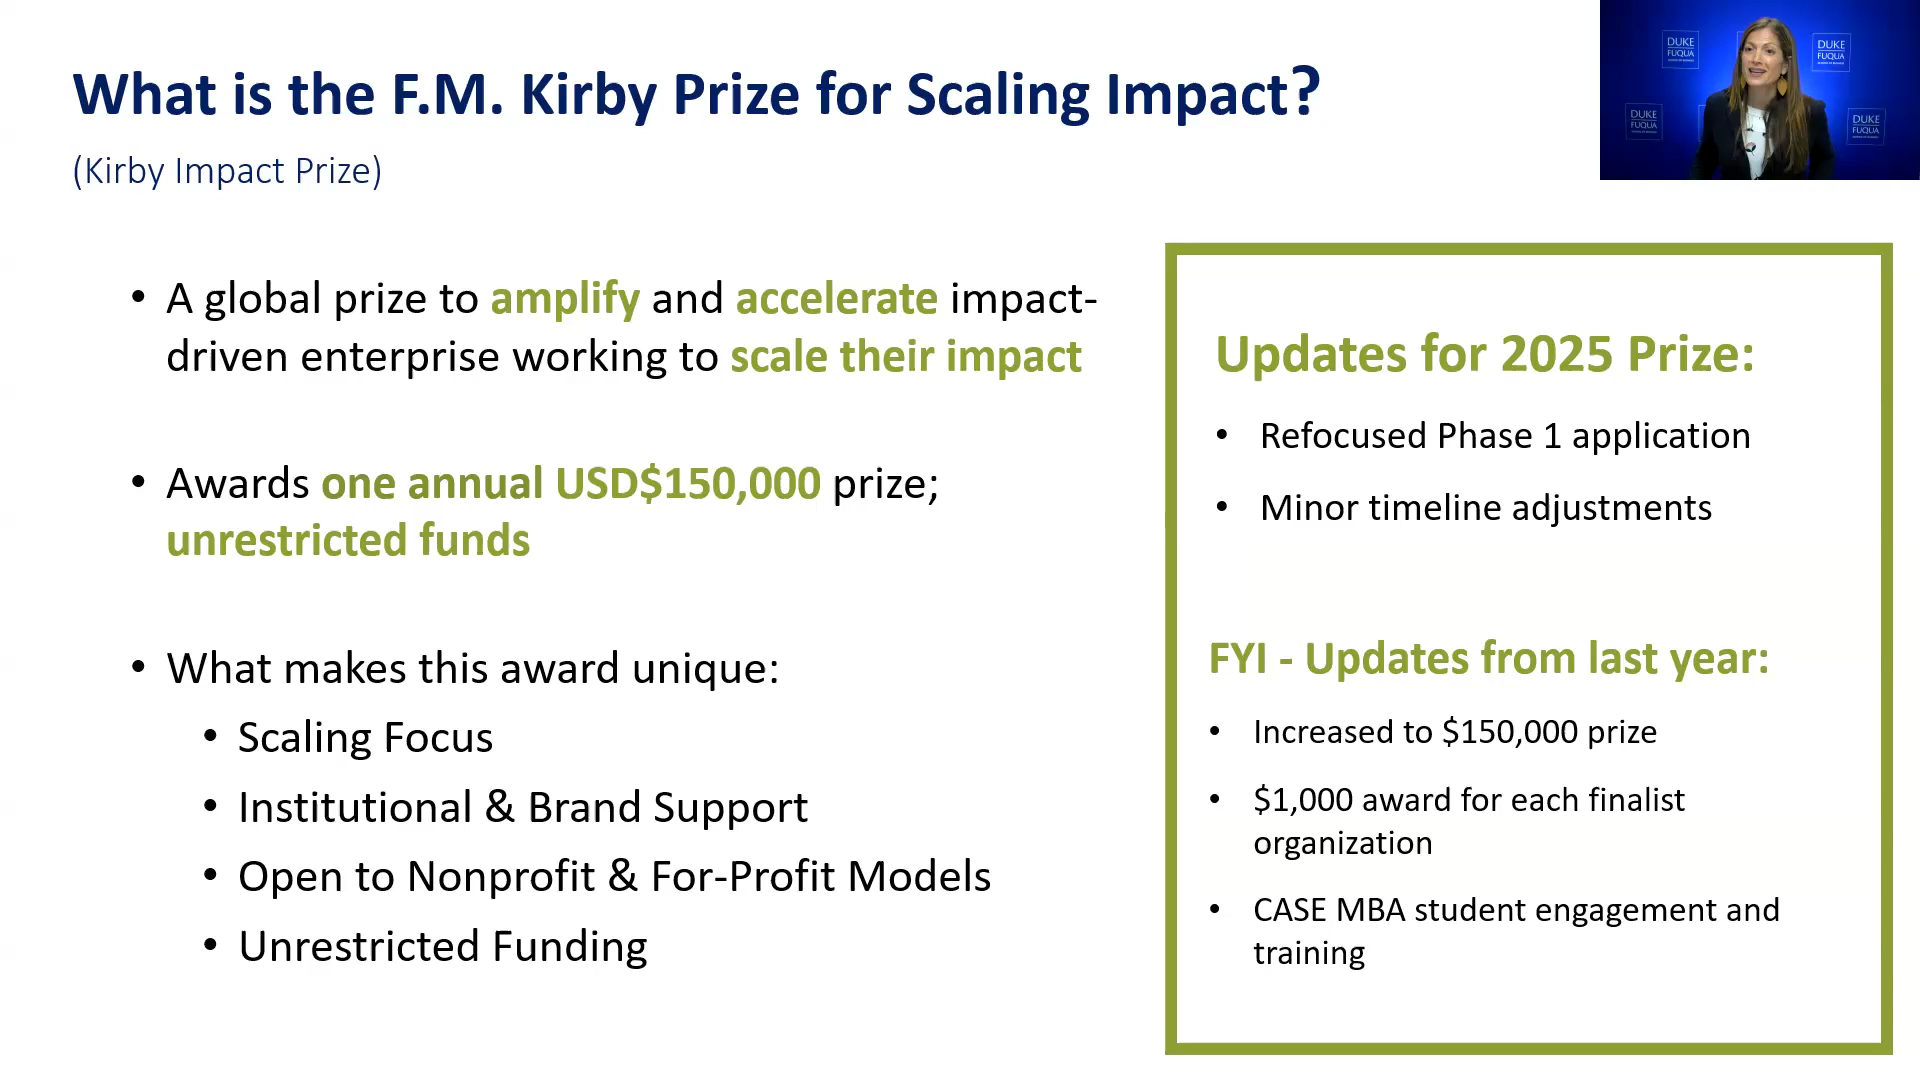 What is the F.M. Kirby Prize for Scaling Impact?
(Kirby Impact Prize)
• A global prize to amplify and accelerate impact-
driven enterprise working to scale their impact
• Awards one annual USD$150,000 prize;
unrestricted funds
• What makes this award unique:
• Scaling Focus
• Institutional & Brand Support
• Open to Nonprofit & For-Profit Models
• Unrestricted Funding
Updates for 2025 Prize:
• Refocused Phase 1 application
• Minor timeline adjustments
FYI - Updates from last year:
• Increased to $150,000 prize
• $1,000 award for each finalist
organization
• CASE MBA student engagement and
training
DUKE
FUQUA
DUKE
FUQUA
DUKE
FUQUA
DUKE
FUQUA